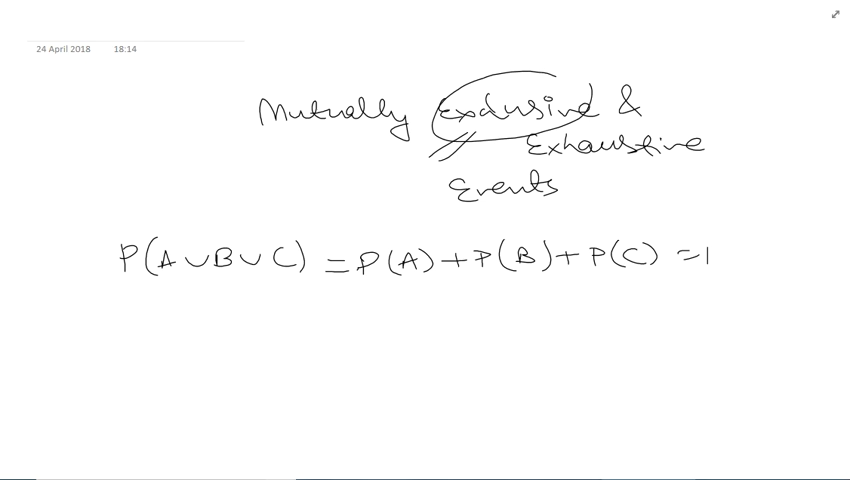 24 April 2018 18:14
Mutually Exclusive &
Exhaustive
Events
P(A∪B∪C) = P(A)+P(B)+P(C) =1